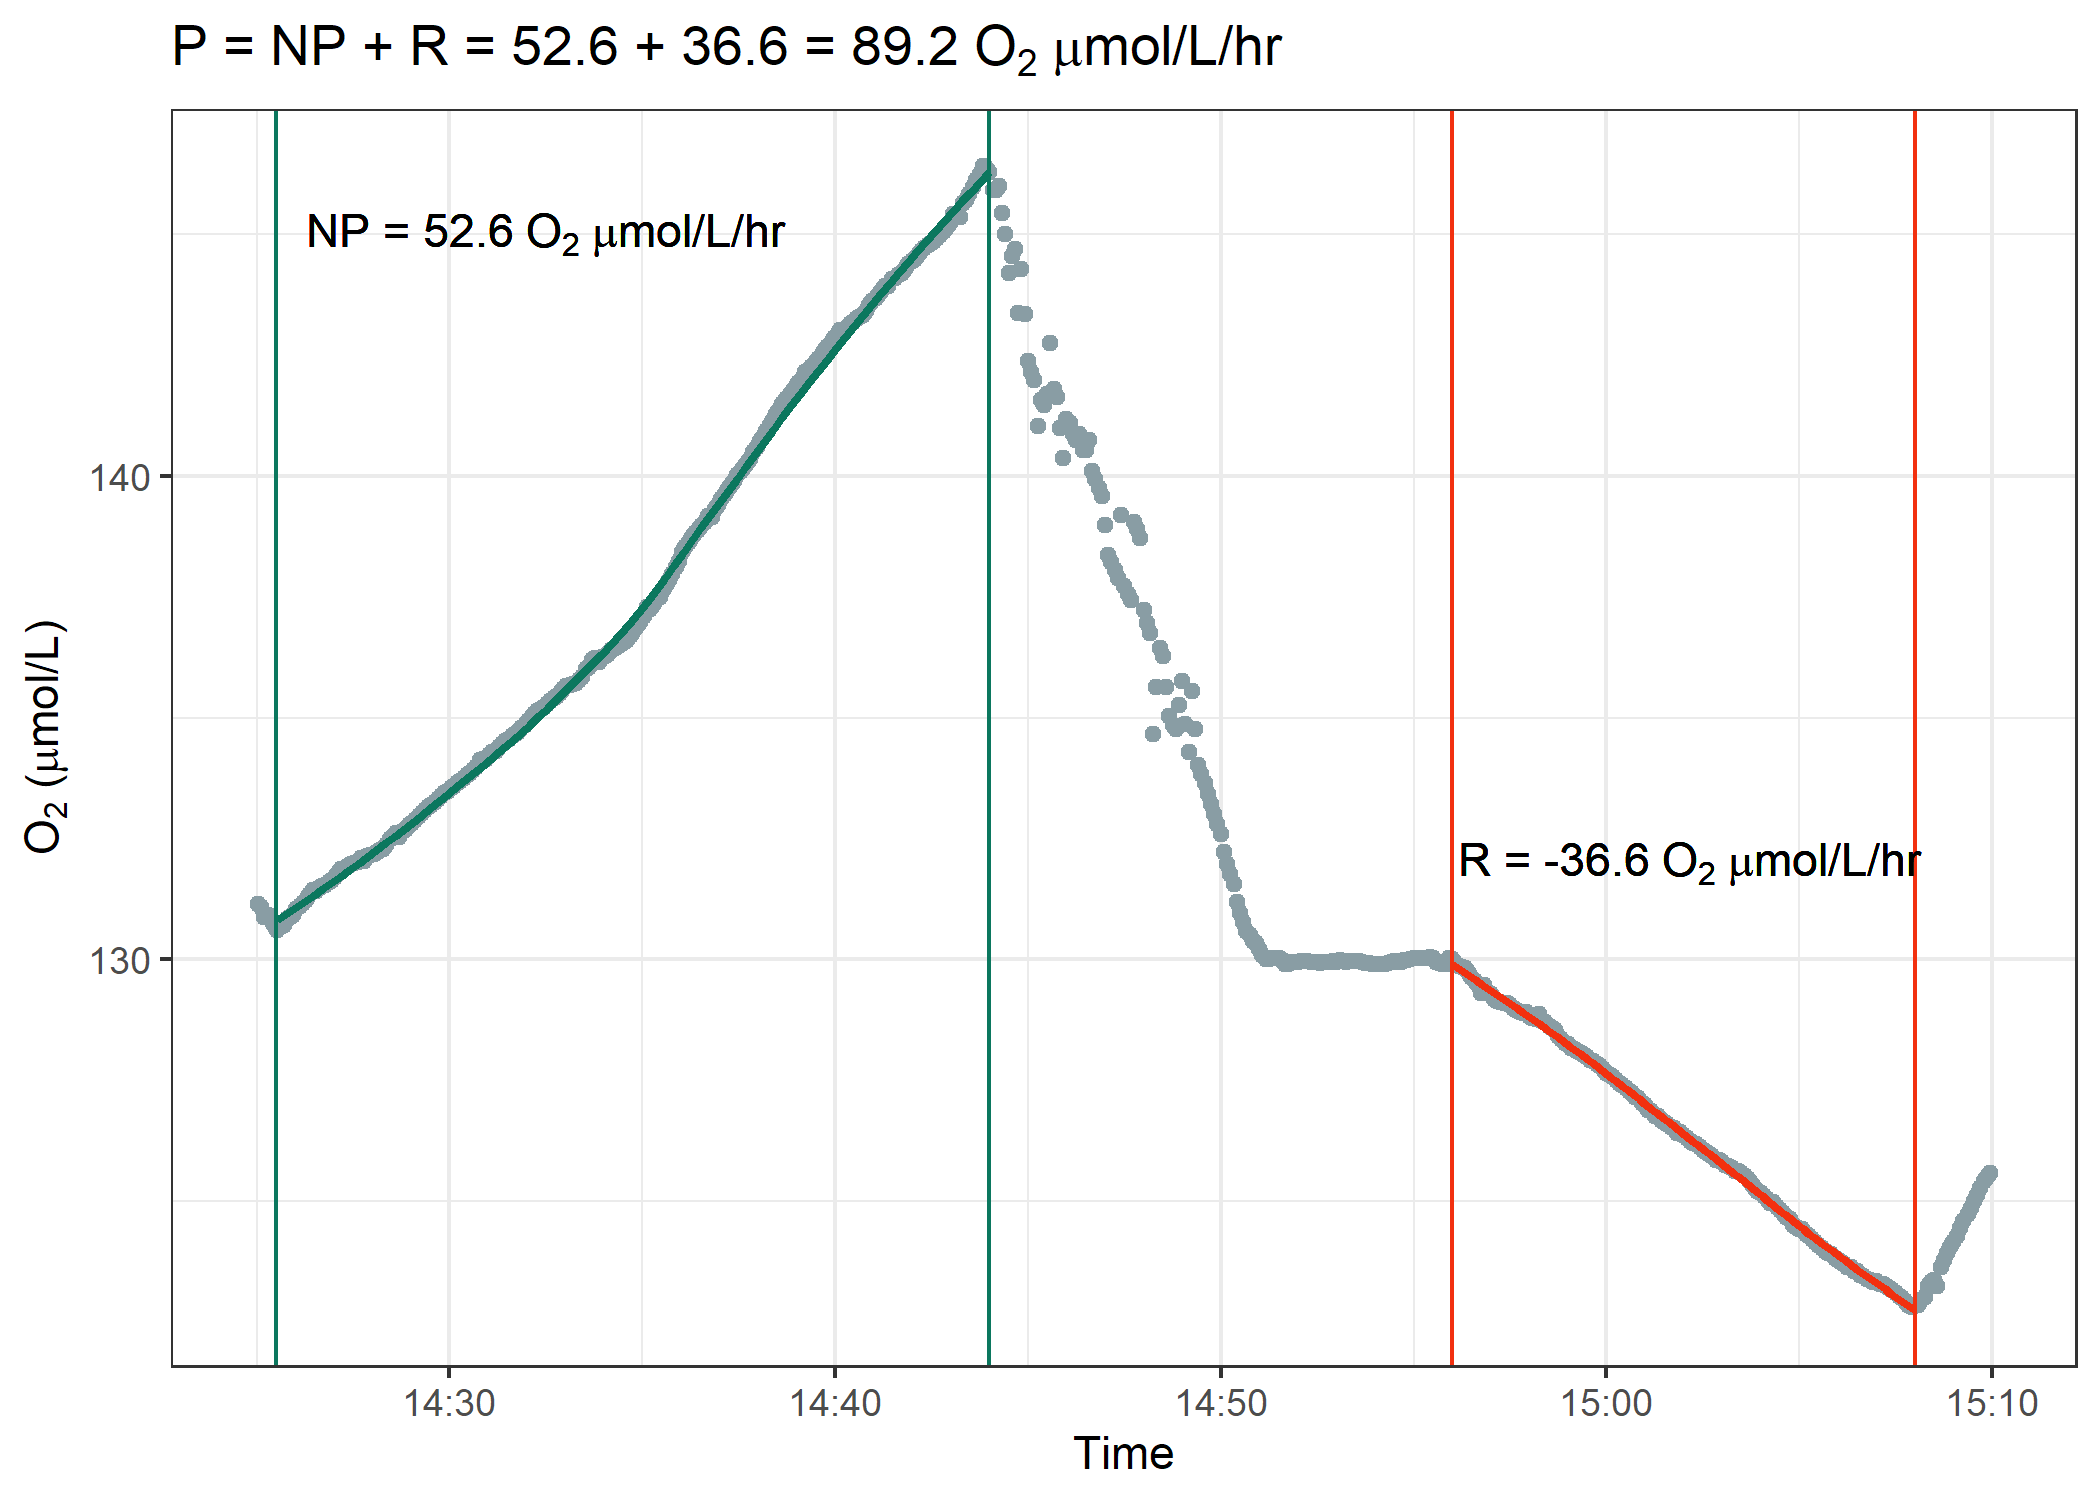 P = NP + R = 52.6 + 36.6 = 89.2 O₂ μmol/L/hr
NP = 52.6 O₂ μmol/L/hr
140
O₂ (μmol/L)
R = -36.6 O₂ μmol/L/hr
130
14:30 14:40 14:50 15:00 15:10
Time